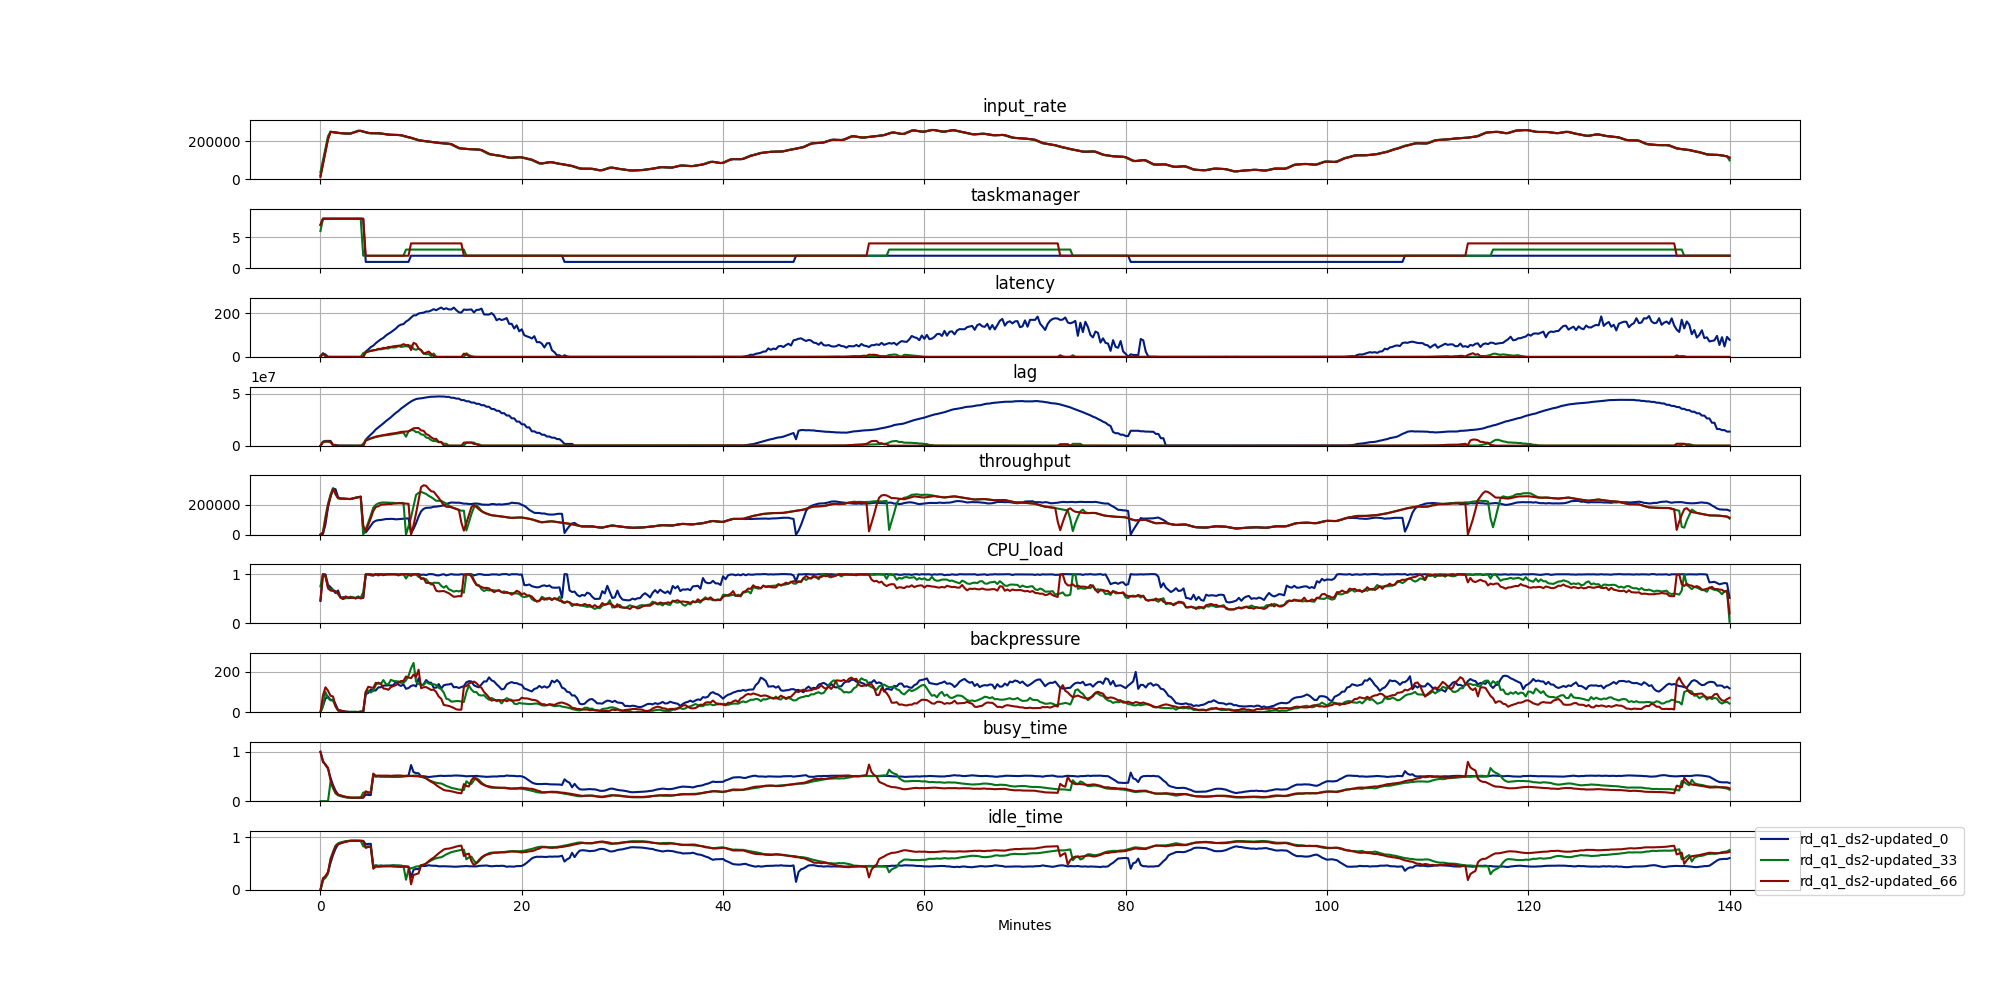 input_rate
200000
0
taskmanager
5
0
latency
200
0
1e7
lag
5
0
throughput
200000
0
CPU_load
1
0
backpressure
200
0
busy_time
1
0
idle_time
1
0
rd_q1_ds2-updated_0
rd_q1_ds2-updated_33
rd_q1_ds2-updated_66
0 20 40 60 80 100 120 140
Minutes